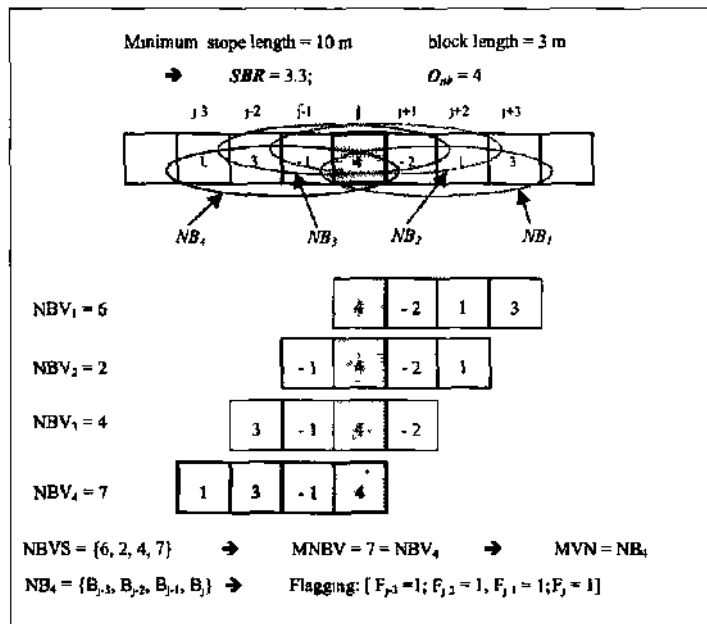 Minimum stope length = 10 m block length = 3 m
➔ SBR = 3.3; Onb = 4
j-3 j-2 j-1 j j+1 j+2 j+3
1 3 -1 4 -2 1 3
NB4 NB3 NB2 NB1
NBV1 = 6 4 -2 1 3
NBV2 = 2 -1 4 -2 1
NBV3 = 4 3 -1 4 -2
NBV4 = 7 1 3 -1 4
NBVS = {6, 2, 4, 7} ➔ MNBV = 7 = NBV4 ➔ MVN = NB4
NB4 = {Bj-3, Bj-2, Bj-1, Bj} ➔ Flagging: [ Fj-3 =1; Fj-2 = 1, Fj-1 = 1; Fj = 1]